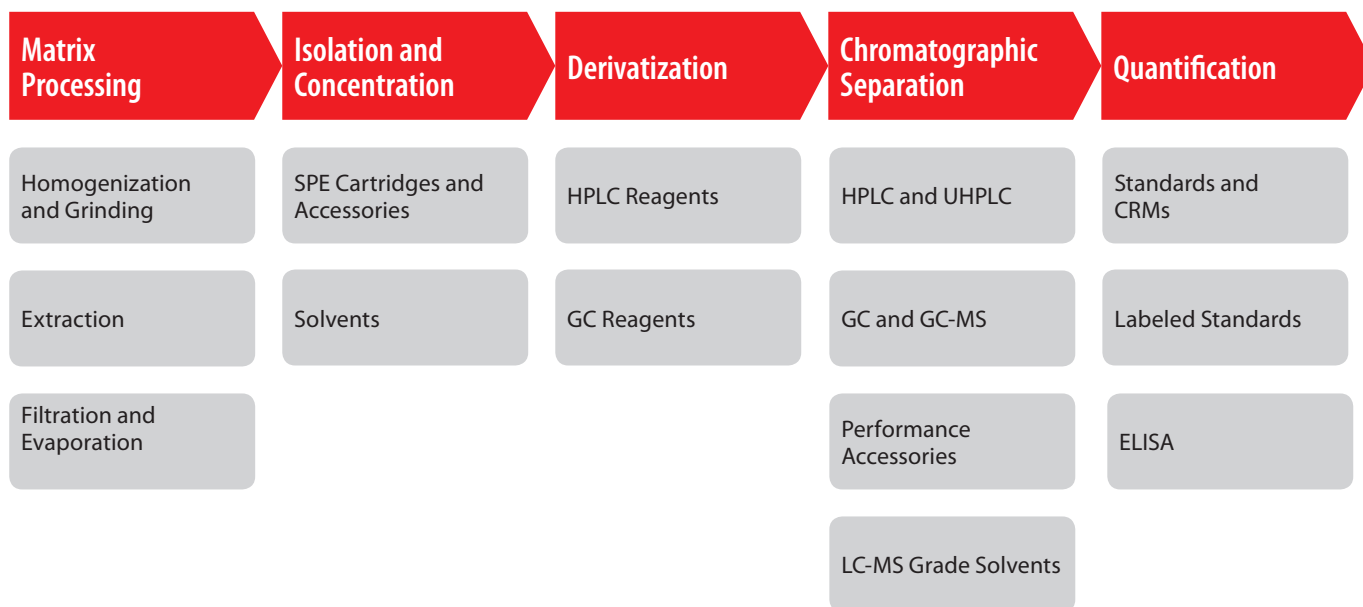 Matrix
Processing
Isolation and
Concentration
Derivatization
Chromatographic
Separation
Quantification
Homogenization
and Grinding
SPE Cartridges and
Accessories
HPLC Reagents
HPLC and UHPLC
Standards and
CRMs
Extraction
Solvents
GC Reagents
GC and GC-MS
Labeled Standards
Filtration and
Evaporation
Performance
Accessories
ELISA
LC-MS Grade Solvents